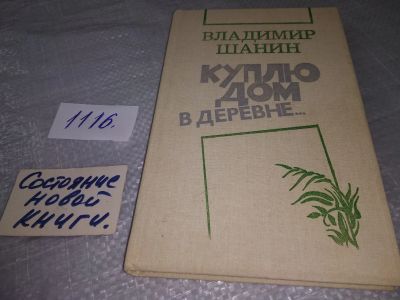 ВЛАДИМИР
ШАНИН
КУПЛЮ
ДОМ
В ДЕРЕВНЕ...
1116.
Состояние
новой
книги.